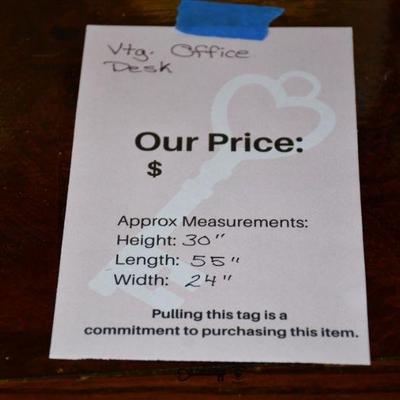 Vtg. Office
Desk
Our Price:
$
Approx Measurements:
Height: 30"
Length: 55"
Width: 24"
Pulling this tag is a
commitment to purchasing this item.